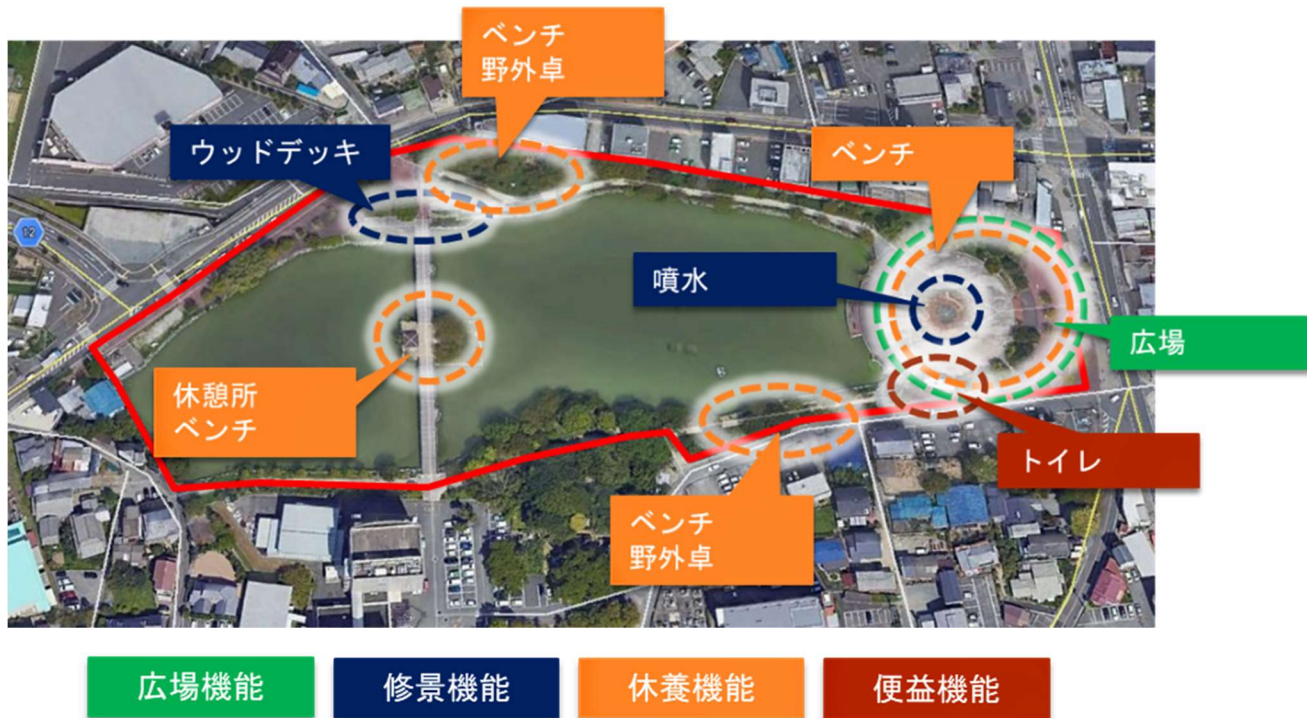 ベンチ
野外卓
ウッドデッキ
ベンチ
12
噴水
広場
休憩所
ベンチ
トイレ
ベンチ
野外卓
広場機能
修景機能
休養機能
便益機能